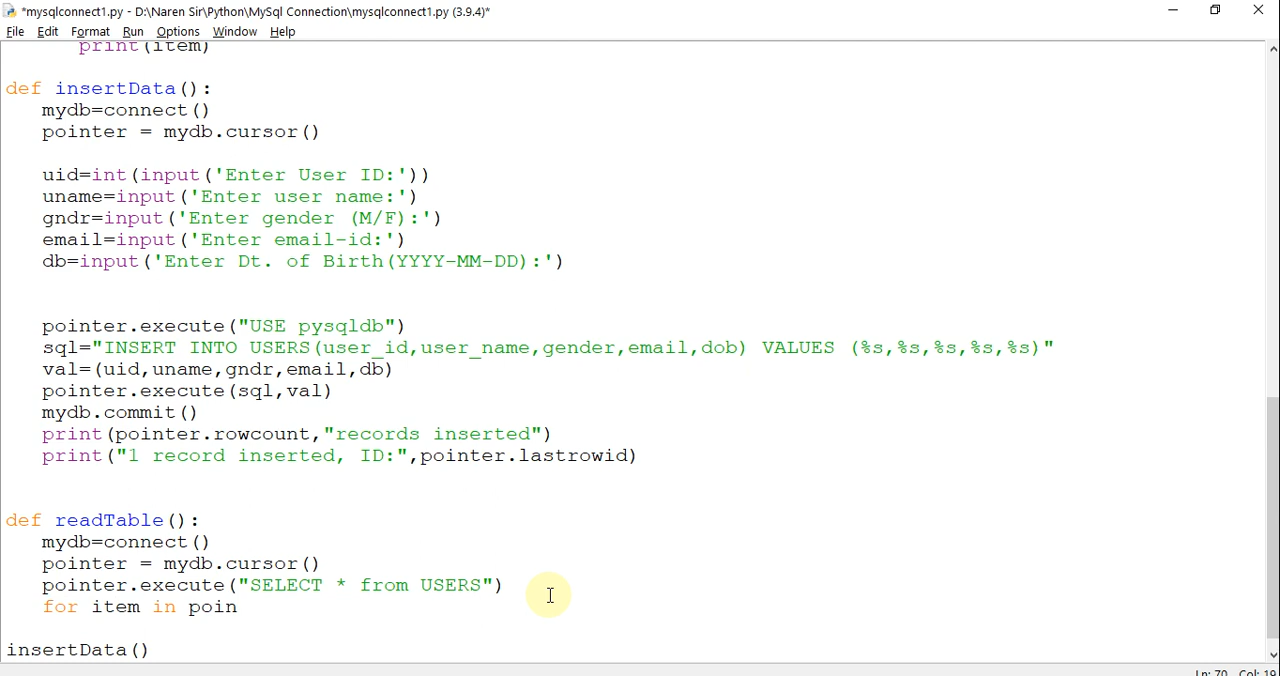 *mysqlconnect1.py - D:\Naren Sir\Python\MySql Connection\mysqlconnect1.py (3.9.4)*
File Edit Format Run Options Window Help
print(item)
def insertData():
mydb=connect()
pointer = mydb.cursor()
uid=int(input('Enter User ID:'))
uname=input('Enter user name:')
gndr=input('Enter gender (M/F):')
email=input('Enter email-id:')
db=input('Enter Dt. of Birth(YYYY-MM-DD):')
pointer.execute("USE pysqldb")
sql="INSERT INTO USERS(user_id,user_name,gender,email,dob) VALUES (%s,%s,%s,%s,%s)"
val=(uid,uname,gndr,email,db)
pointer.execute(sql,val)
mydb.commit()
print(pointer.rowcount,"records inserted")
print("1 record inserted, ID:",pointer.lastrowid)
def readTable():
mydb=connect()
pointer = mydb.cursor()
pointer.execute("SELECT * from USERS")
for item in poin
insertData()
Ln: 70 Col: 19